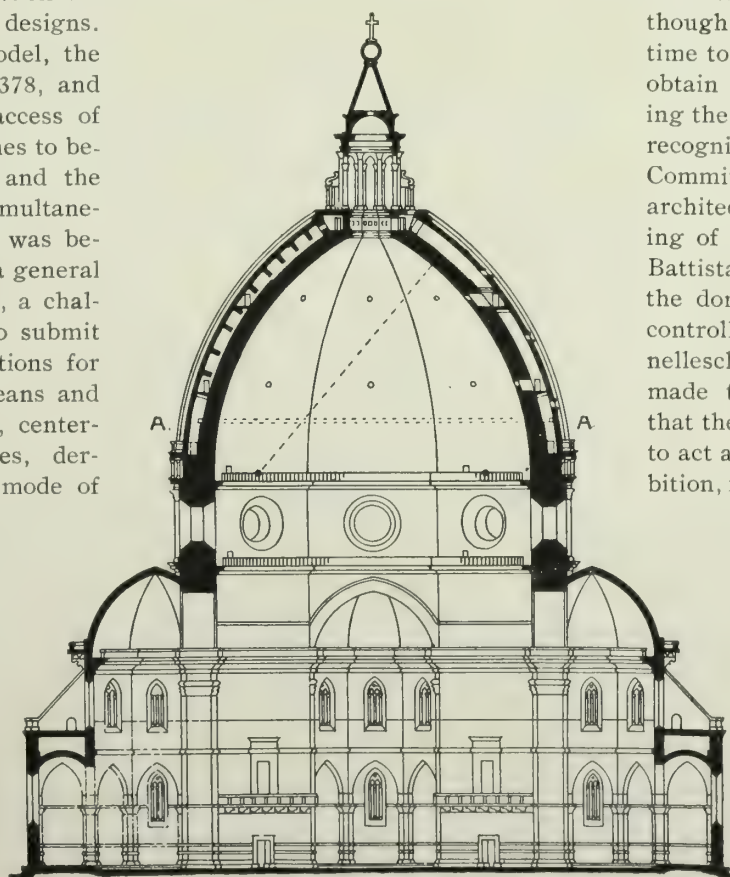 designs.
odel, the
378, and
access of
nes to be-
and the
multane-
was be-
a general
, a chal-
o submit
tions for
eans and
, center-
es, der-
mode of
A.
A
though
time to
obtain
ing the
recogni
Commi
architec
ing of
Battista
the dor
controll
nellesch
made t
that the
to act a
bition,